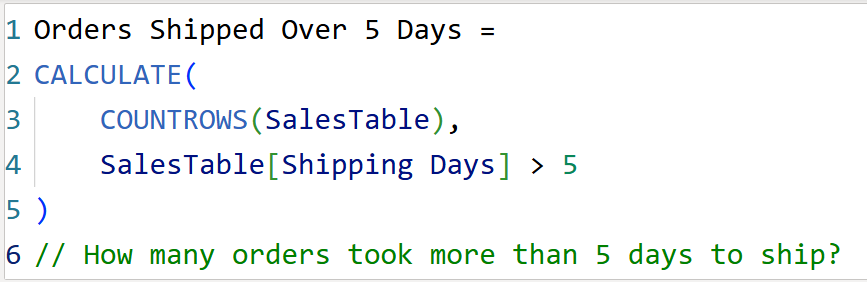 1 Orders Shipped Over 5 Days =
2 CALCULATE(
3     COUNTROWS(SalesTable),
4     SalesTable[Shipping Days] > 5
5 )
6 // How many orders took more than 5 days to ship?